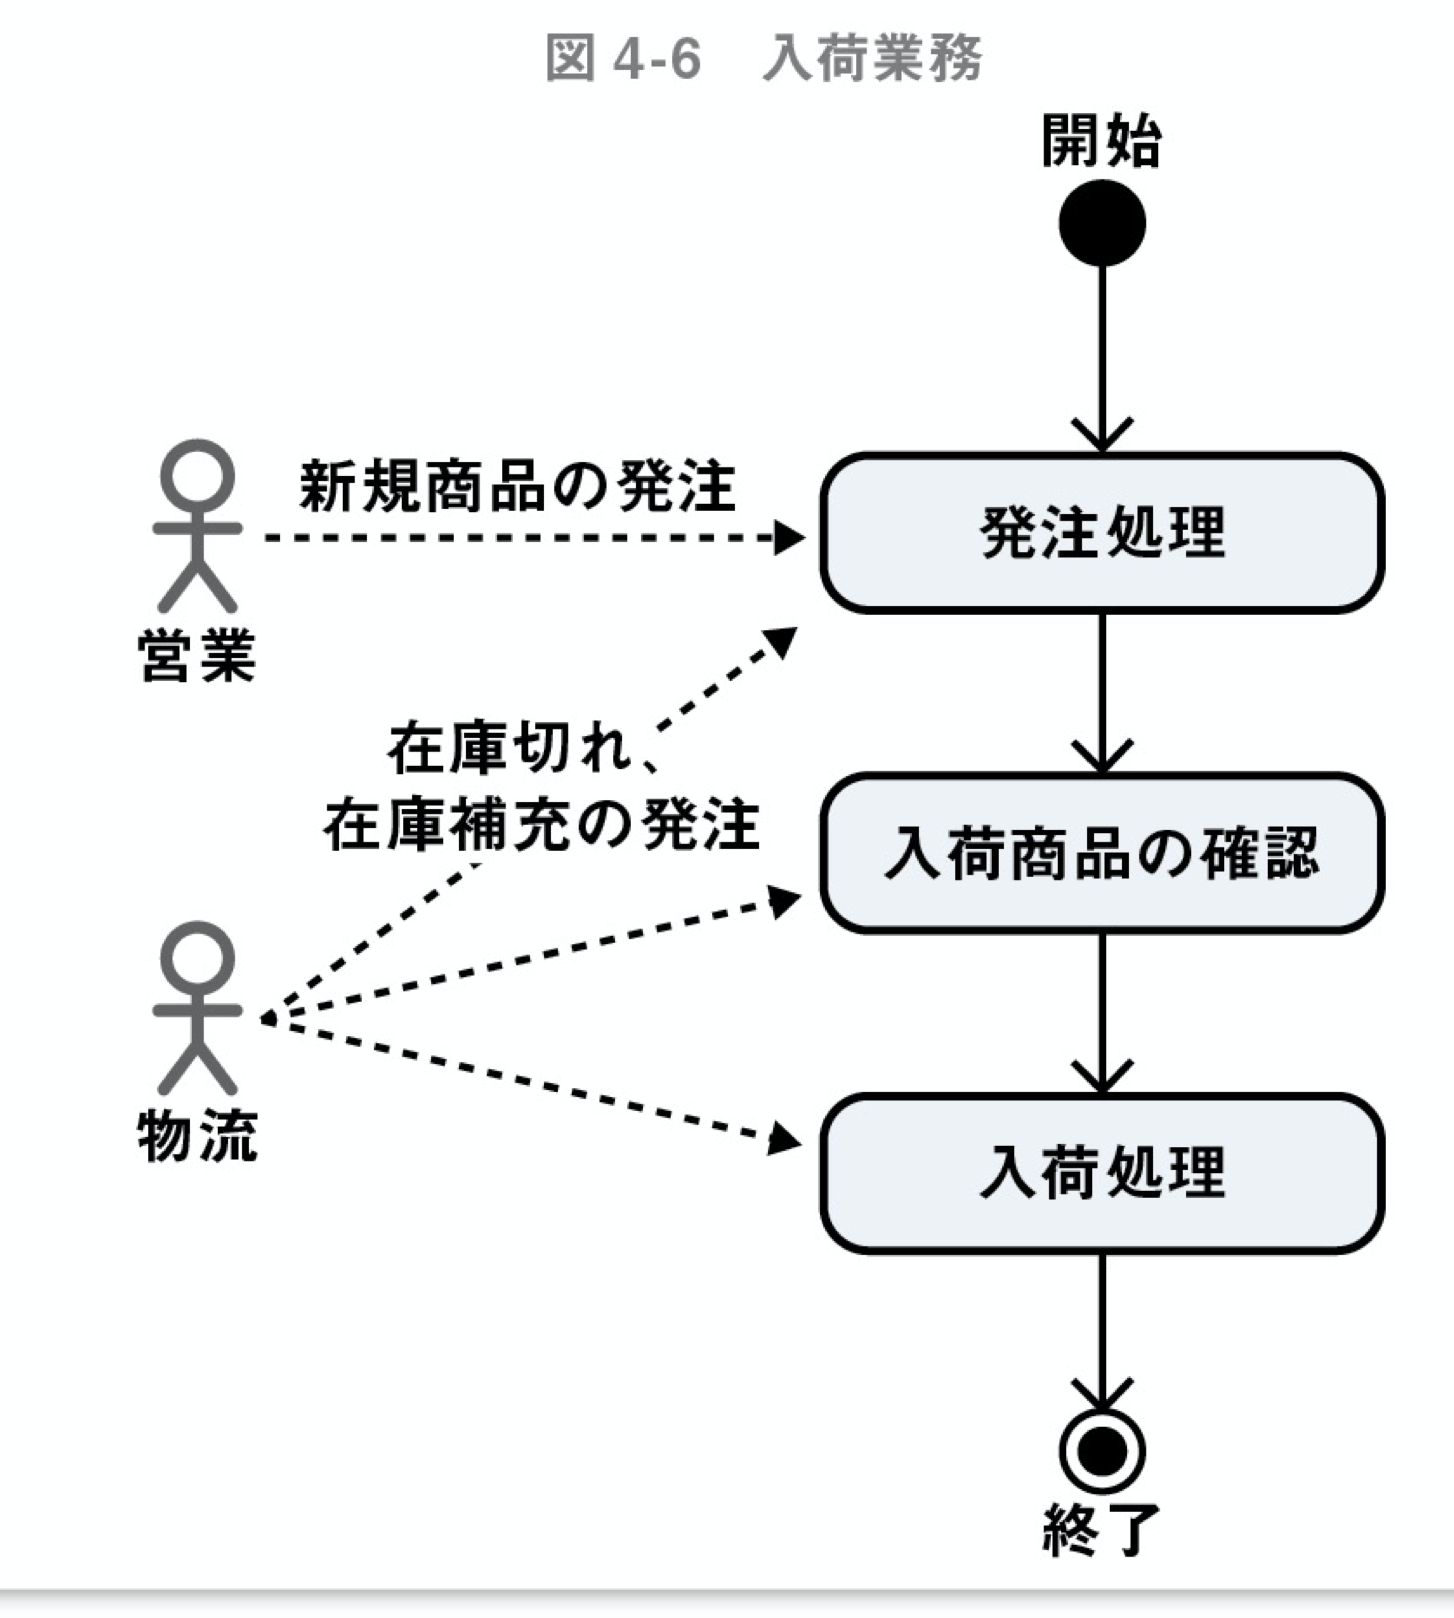 図 4-6　入荷業務
開始
新規商品の発注
発注処理
営業
在庫切れ、
在庫補充の発注
入荷商品の確認
物流
入荷処理
終了